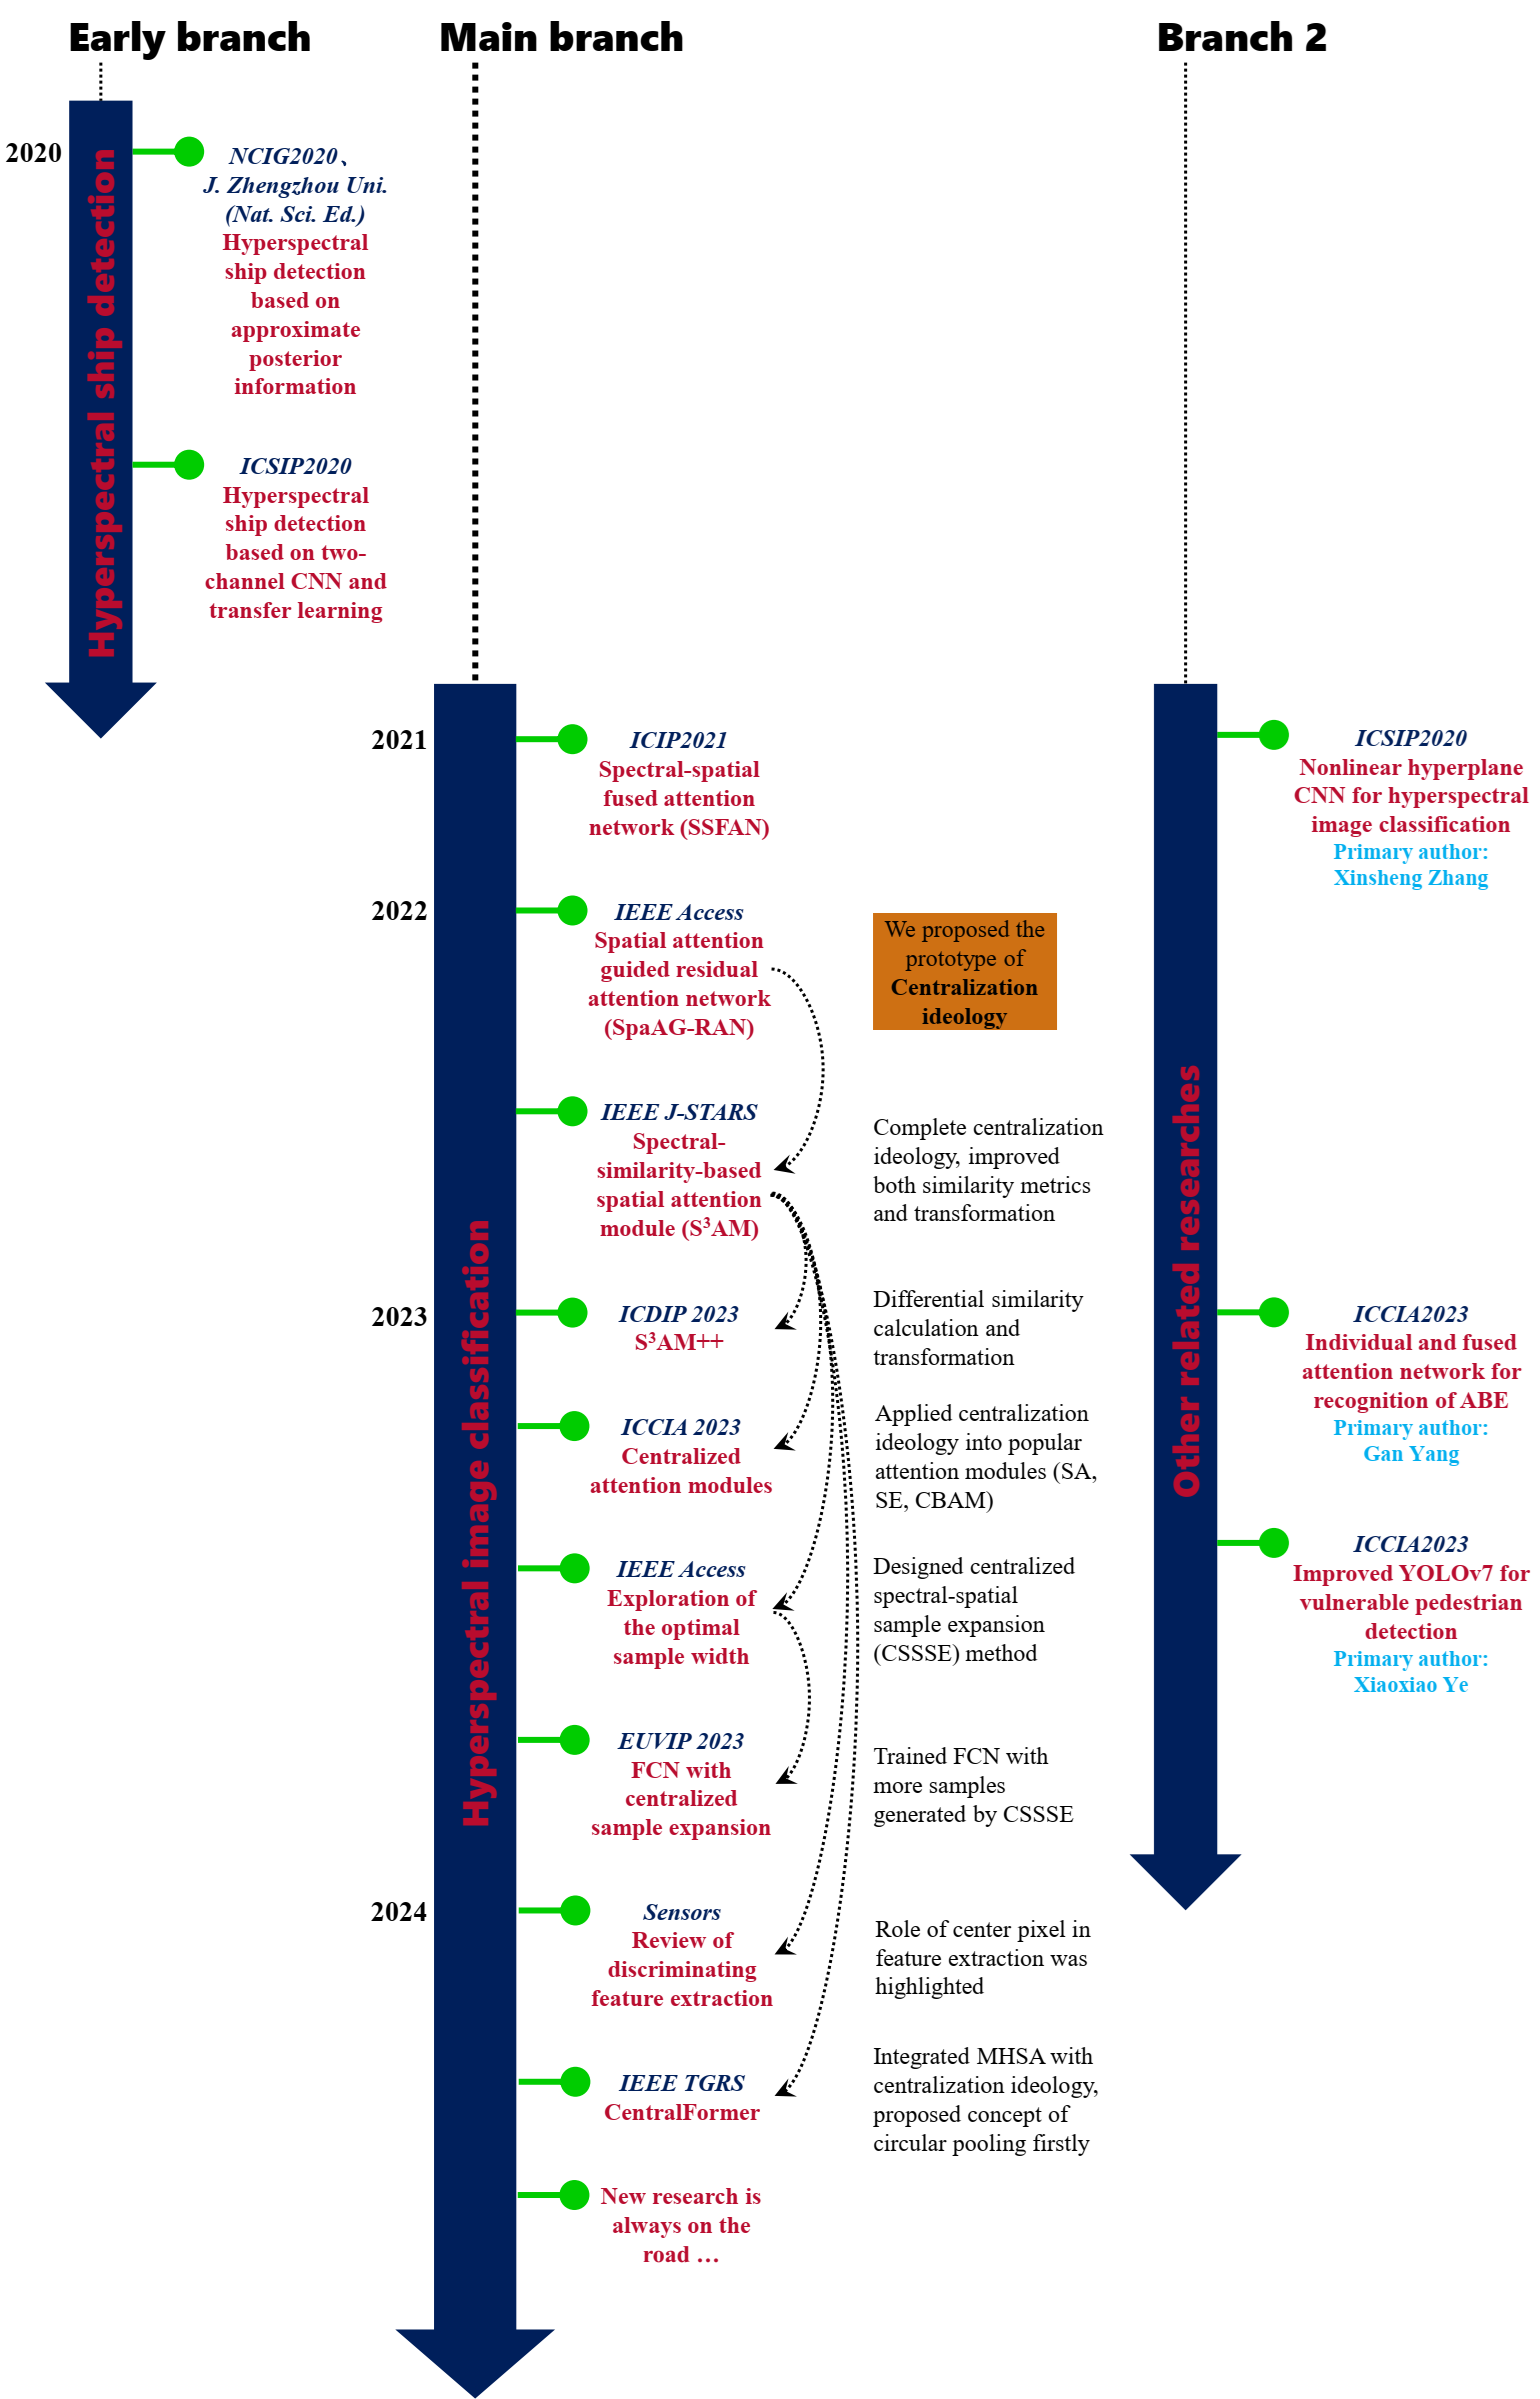 Early branch
Main branch
Branch 2
Hyperspectral ship detection
2020
NCIG2020、
J. Zhengzhou Uni.
(Nat. Sci. Ed.)
Hyperspectral
ship detection
based on
approximate
posterior
information
ICSIP2020
Hyperspectral
ship detection
based on two-
channel CNN and
transfer learning
Hyperspectral image classification
2021
ICIP2021
Spectral-spatial
fused attention
network (SSFAN)
2022
IEEE Access
Spatial attention
guided residual
attention network
(SpaAG-RAN)
We proposed the
prototype of
Centralization
ideology
IEEE J-STARS
Spectral-
similarity-based
spatial attention
module (S³AM)
Complete centralization
ideology, improved
both similarity metrics
and transformation
2023
ICDIP 2023
S³AM++
Differential similarity
calculation and
transformation
ICCIA 2023
Centralized
attention modules
Applied centralization
ideology into popular
attention modules (SA,
SE, CBAM)
IEEE Access
Exploration of
the optimal
sample width
Designed centralized
spectral-spatial
sample expansion
(CSSSE) method
EUVIP 2023
FCN with
centralized
sample expansion
Trained FCN with
more samples
generated by CSSSE
2024
Sensors
Review of
discriminating
feature extraction
Role of center pixel in
feature extraction was
highlighted
IEEE TGRS
CentralFormer
Integrated MHSA with
centralization ideology,
proposed concept of
circular pooling firstly
New research is
always on the
road …
Other related researches
ICSIP2020
Nonlinear hyperplane
CNN for hyperspectral
image classification
Primary author:
Xinsheng Zhang
ICCIA2023
Individual and fused
attention network for
recognition of ABE
Primary author:
Gan Yang
ICCIA2023
Improved YOLOv7 for
vulnerable pedestrian
detection
Primary author:
Xiaoxiao Ye